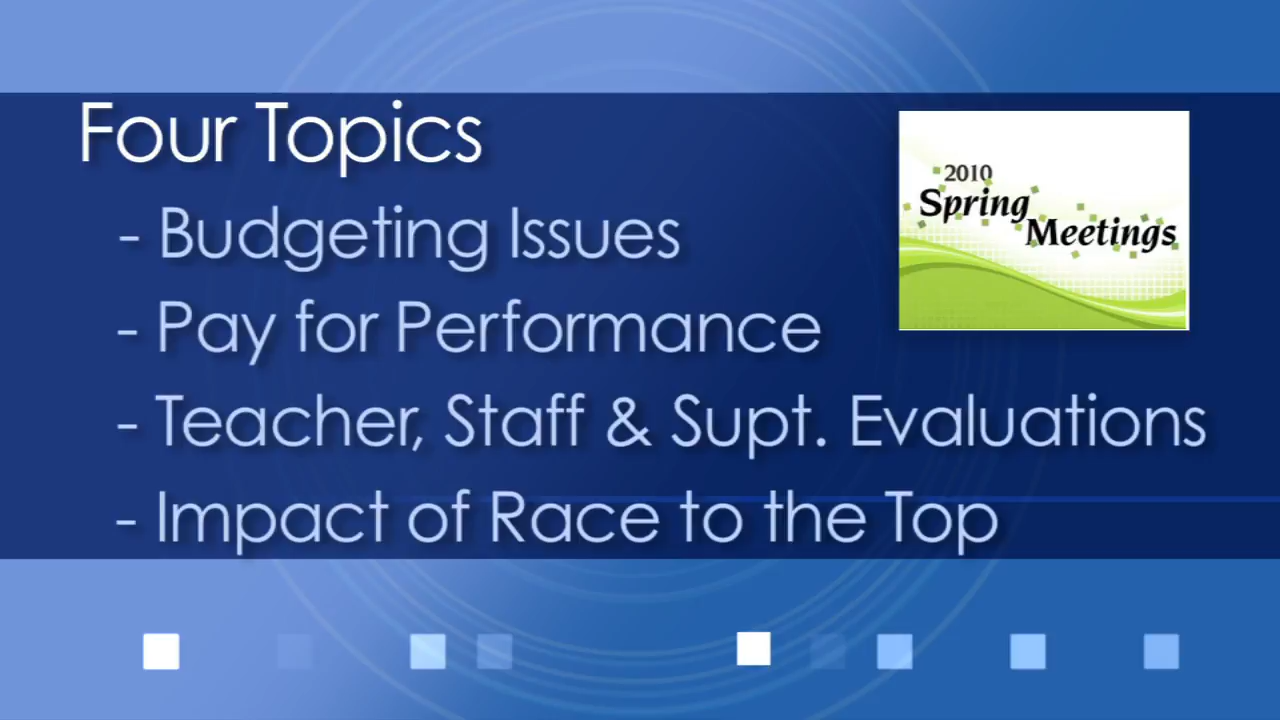 Four Topics
- Budgeting Issues
- Pay for Performance
- Teacher, Staff & Supt. Evaluations
- Impact of Race to the Top
2010
Spring
Meetings